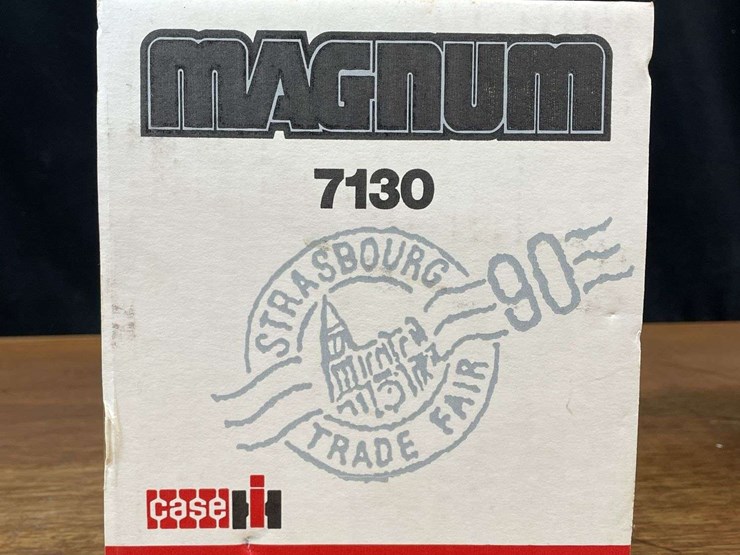 MAGNUM
7130
STRASBOURG
90
TRADE FAIR
case IH